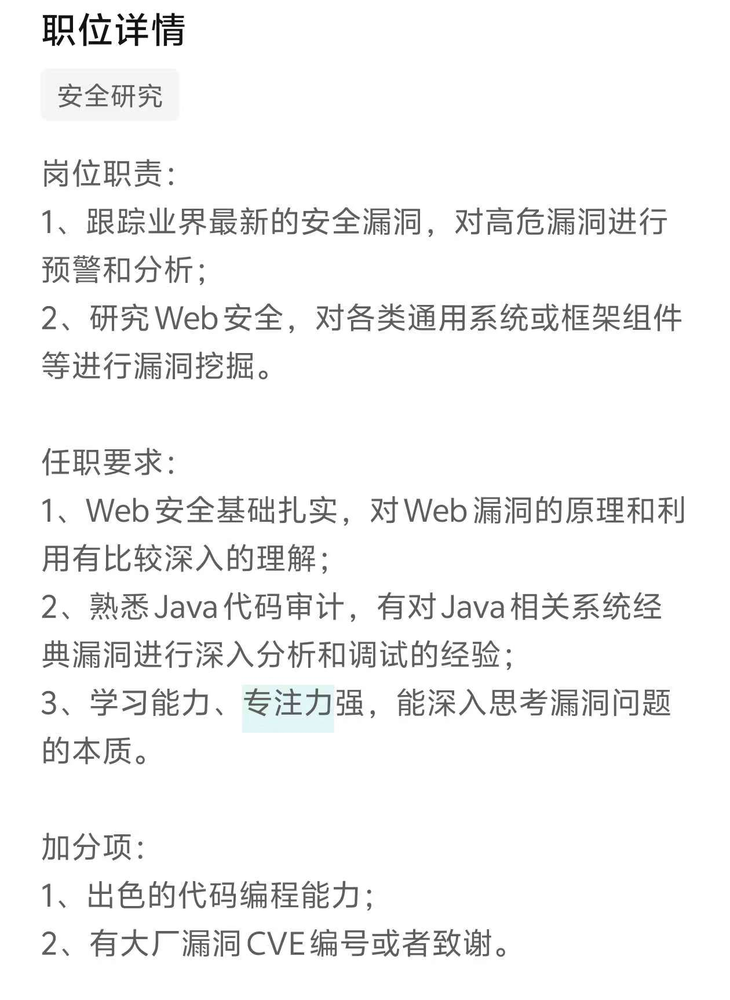 职位详情
安全研究
岗位职责：
1、跟踪业界最新的安全漏洞，对高危漏洞进行
预警和分析；
2、研究Web安全，对各类通用系统或框架组件
等进行漏洞挖掘。
任职要求：
1、Web安全基础扎实，对Web漏洞的原理和利
用有比较深入的理解；
2、熟悉Java代码审计，有对Java相关系统经
典漏洞进行深入分析和调试的经验；
3、学习能力、专注力强，能深入思考漏洞问题
的本质。
加分项：
1、出色的代码编程能力；
2、有大厂漏洞CVE编号或者致谢。